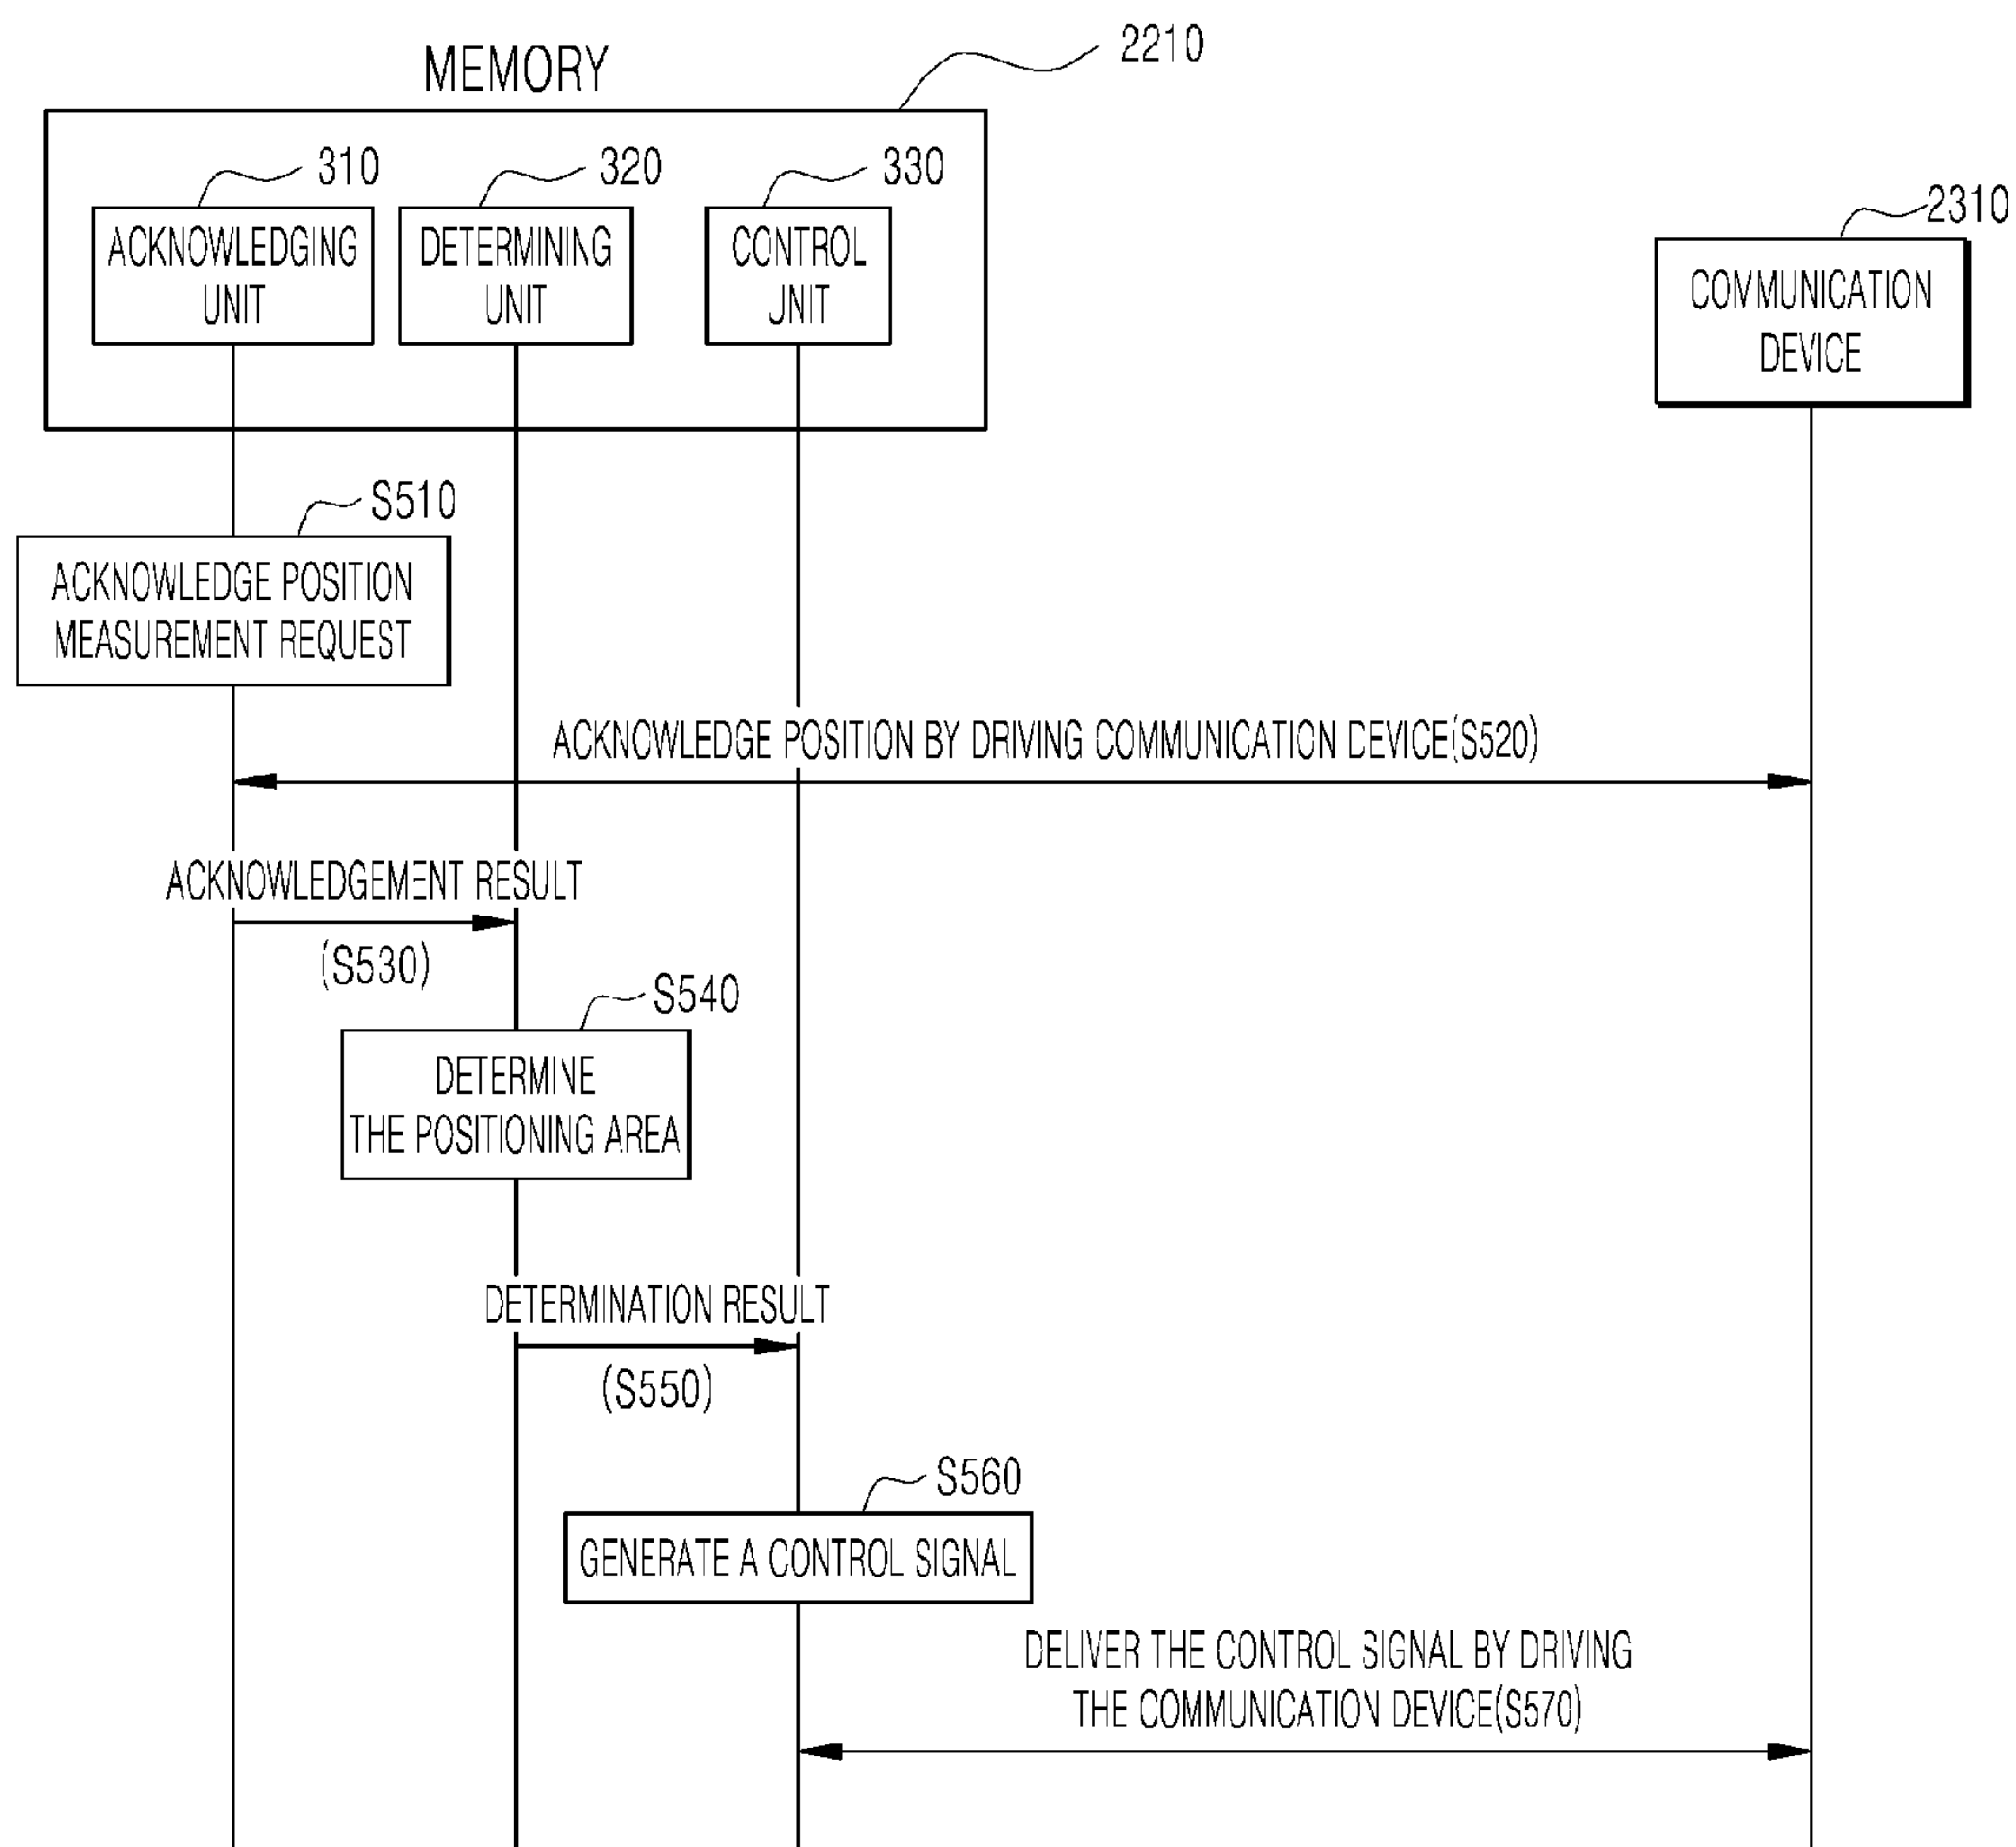 MEMORY
2210
310
320
330
ACKNOWLEDGING
UNIT
DETERMINING
UNIT
CONTROL
UNIT
2310
COMMUNICATION
DEVICE
S510
ACKNOWLEDGE POSITION
MEASUREMENT REQUEST
ACKNOWLEDGE POSITION BY DRIVING COMMUNICATION DEVICE(S520)
ACKNOWLEDGEMENT RESULT
(S530)
S540
DETERMINE
THE POSITIONING AREA
DETERMINATION RESULT
(S550)
S560
GENERATE A CONTROL SIGNAL
DELIVER THE CONTROL SIGNAL BY DRIVING
THE COMMUNICATION DEVICE(S570)